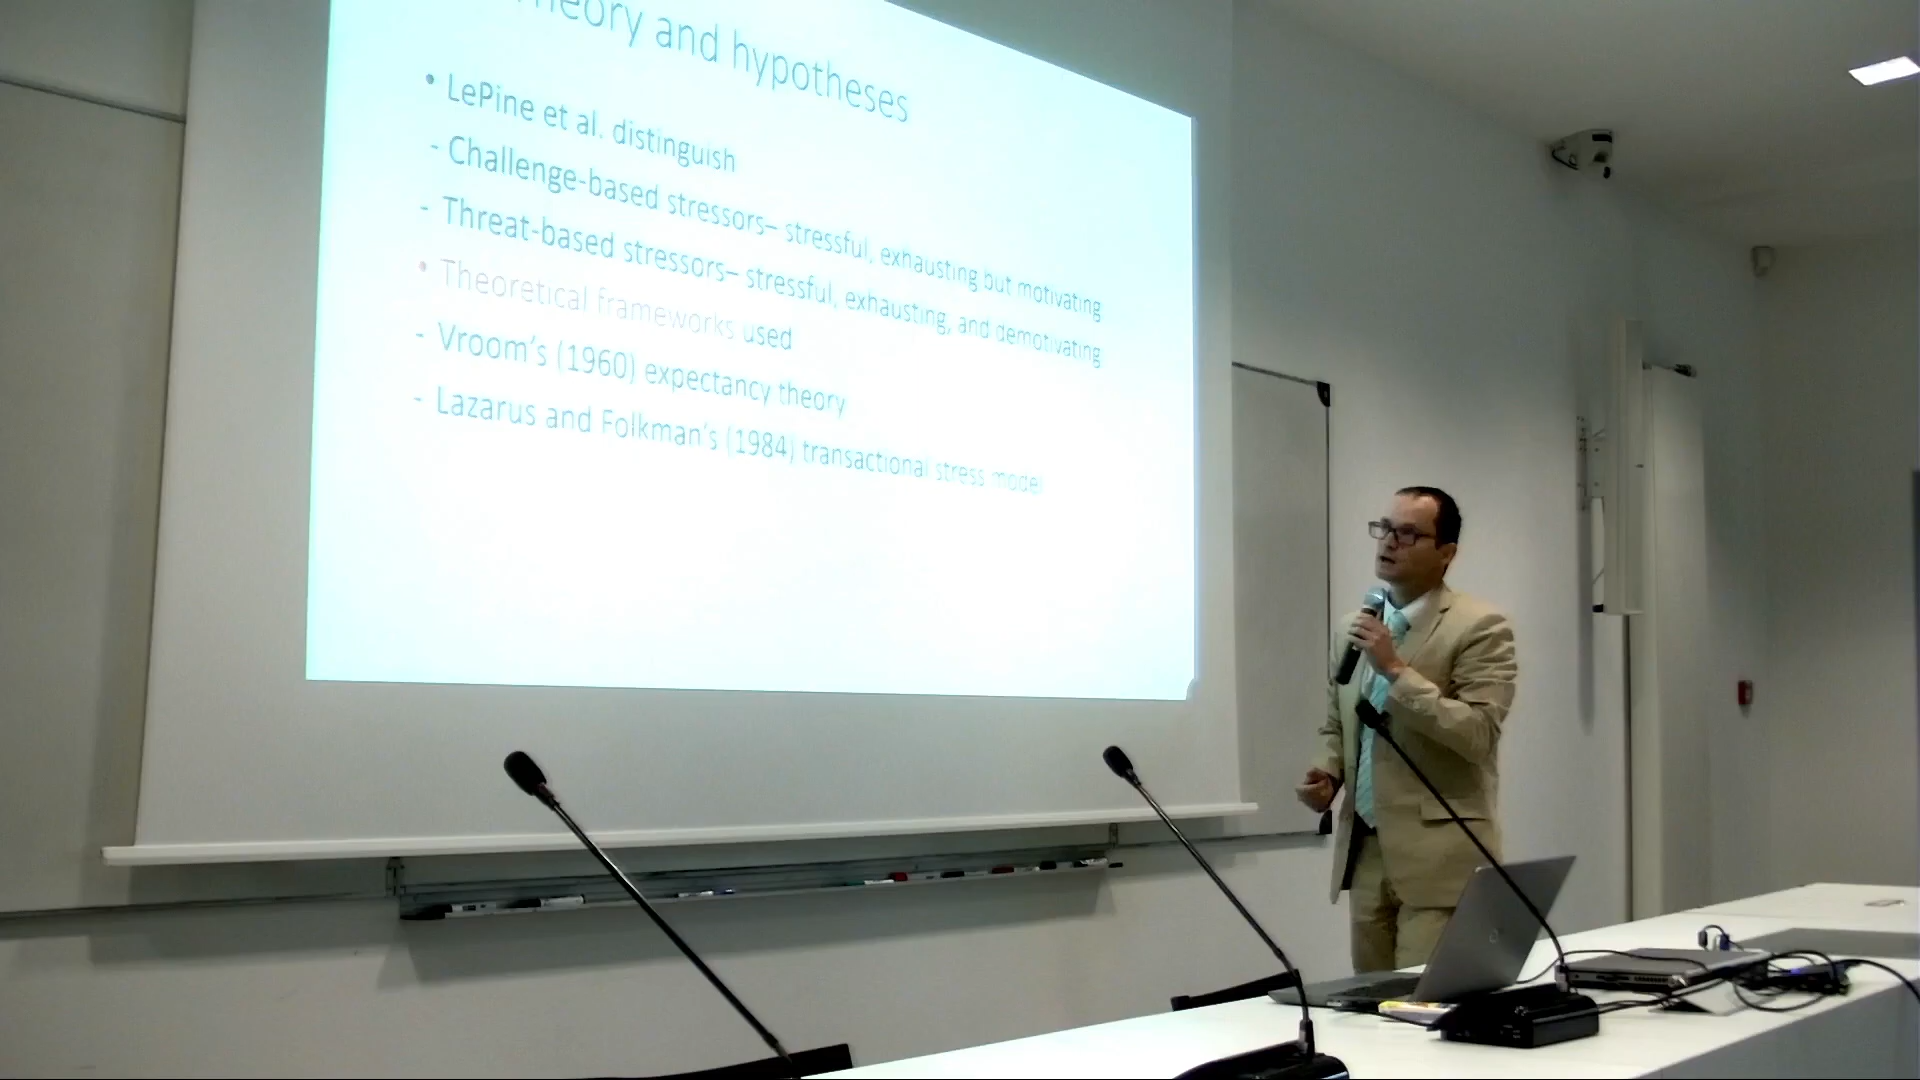 Theory and hypotheses
• LePine et al. distinguish
- Challenge-based stressors– stressful, exhausting but motivating
- Threat-based stressors– stressful, exhausting, and demotivating
• Theoretical frameworks used
- Vroom's (1960) expectancy theory
- Lazarus and Folkman's (1984) transactional stress model